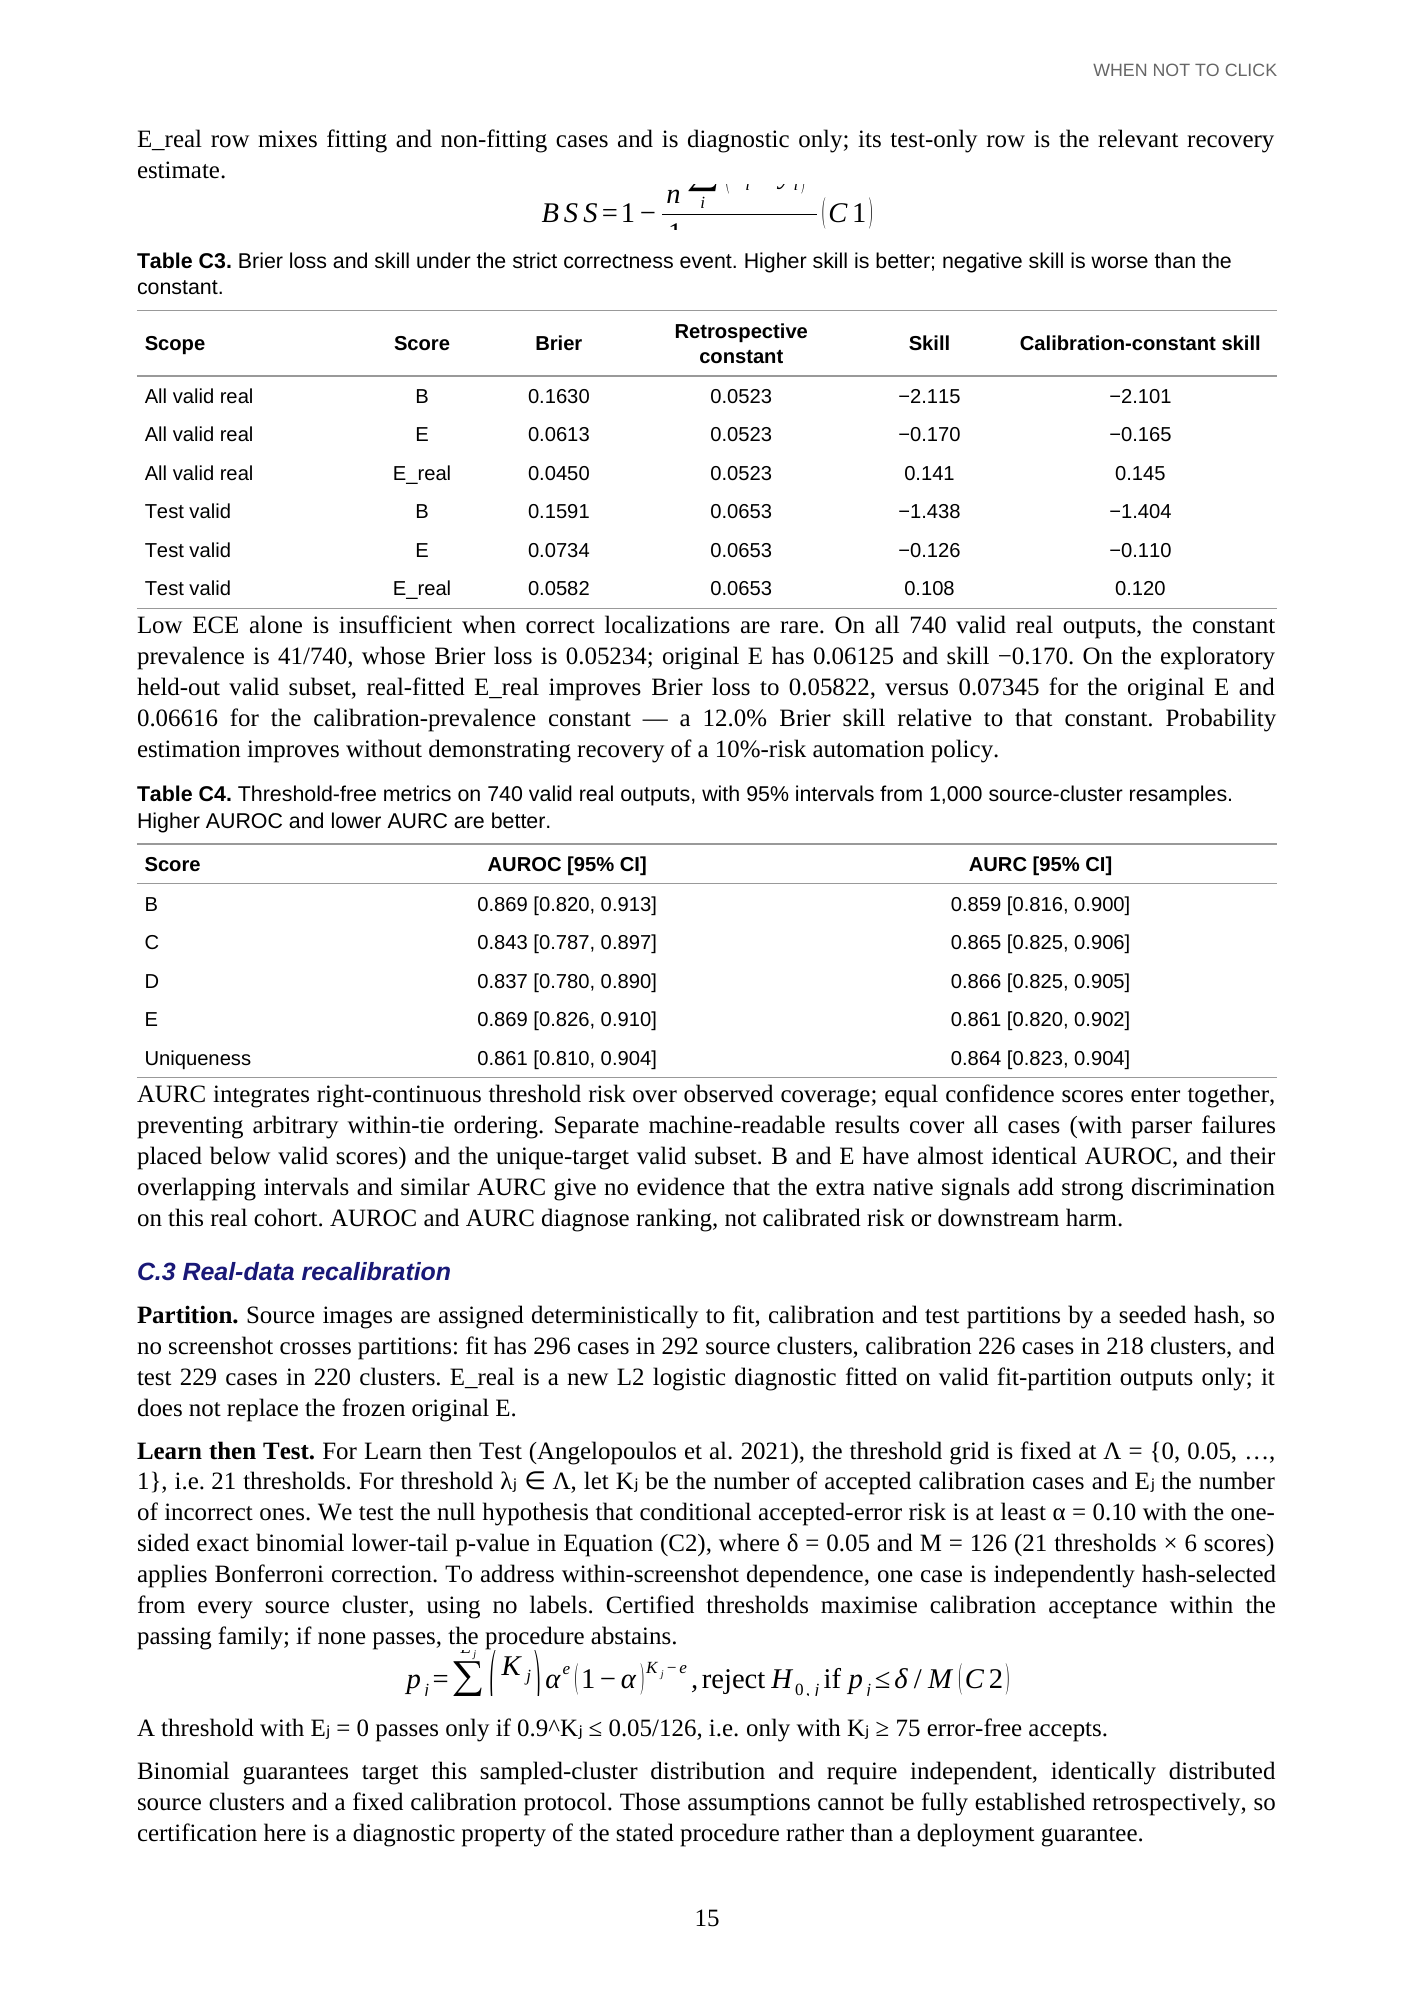 WHEN NOT TO CLICK
E_real row mixes fitting and non-fitting cases and is diagnostic only; its test-only row is the relevant recovery
estimate.
B S S = 1 − n ∑ i (C 1)
Table C3. Brier loss and skill under the strict correctness event. Higher skill is better; negative skill is worse than the
constant.
Scope Score Brier Retrospective constant Skill Calibration-constant skill
All valid real B 0.1630 0.0523 −2.115 −2.101
All valid real E 0.0613 0.0523 −0.170 −0.165
All valid real E_real 0.0450 0.0523 0.141 0.145
Test valid B 0.1591 0.0653 −1.438 −1.404
Test valid E 0.0734 0.0653 −0.126 −0.110
Test valid E_real 0.0582 0.0653 0.108 0.120
Low ECE alone is insufficient when correct localizations are rare. On all 740 valid real outputs, the constant
prevalence is 41/740, whose Brier loss is 0.05234; original E has 0.06125 and skill −0.170. On the exploratory
held-out valid subset, real-fitted E_real improves Brier loss to 0.05822, versus 0.07345 for the original E and
0.06616 for the calibration-prevalence constant — a 12.0% Brier skill relative to that constant. Probability
estimation improves without demonstrating recovery of a 10%-risk automation policy.
Table C4. Threshold-free metrics on 740 valid real outputs, with 95% intervals from 1,000 source-cluster resamples.
Higher AUROC and lower AURC are better.
Score AUROC [95% CI] AURC [95% CI]
B 0.869 [0.820, 0.913] 0.859 [0.816, 0.900]
C 0.843 [0.787, 0.897] 0.865 [0.825, 0.906]
D 0.837 [0.780, 0.890] 0.866 [0.825, 0.905]
E 0.869 [0.826, 0.910] 0.861 [0.820, 0.902]
Uniqueness 0.861 [0.810, 0.904] 0.864 [0.823, 0.904]
AURC integrates right-continuous threshold risk over observed coverage; equal confidence scores enter together,
preventing arbitrary within-tie ordering. Separate machine-readable results cover all cases (with parser failures
placed below valid scores) and the unique-target valid subset. B and E have almost identical AUROC, and their
overlapping intervals and similar AURC give no evidence that the extra native signals add strong discrimination
on this real cohort. AUROC and AURC diagnose ranking, not calibrated risk or downstream harm.
C.3 Real-data recalibration
Partition. Source images are assigned deterministically to fit, calibration and test partitions by a seeded hash, so
no screenshot crosses partitions: fit has 296 cases in 292 source clusters, calibration 226 cases in 218 clusters, and
test 229 cases in 220 clusters. E_real is a new L2 logistic diagnostic fitted on valid fit-partition outputs only; it
does not replace the frozen original E.
Learn then Test. For Learn then Test (Angelopoulos et al. 2021), the threshold grid is fixed at Λ = {0, 0.05, …,
1}, i.e. 21 thresholds. For threshold λⱼ ∈ Λ, let Kⱼ be the number of accepted calibration cases and Eⱼ the number
of incorrect ones. We test the null hypothesis that conditional accepted-error risk is at least α = 0.10 with the one-
sided exact binomial lower-tail p-value in Equation (C2), where δ = 0.05 and M = 126 (21 thresholds × 6 scores)
applies Bonferroni correction. To address within-screenshot dependence, one case is independently hash-selected
from every source cluster, using no labels. Certified thresholds maximise calibration acceptance within the
passing family; if none passes, the procedure abstains.
p j = ∑ (K j) α^e (1 − α)^(K j − e), reject H 0, j if p j ≤ δ / M (C 2)
A threshold with Eⱼ = 0 passes only if 0.9^Kⱼ ≤ 0.05/126, i.e. only with Kⱼ ≥ 75 error-free accepts.
Binomial guarantees target this sampled-cluster distribution and require independent, identically distributed
source clusters and a fixed calibration protocol. Those assumptions cannot be fully established retrospectively, so
certification here is a diagnostic property of the stated procedure rather than a deployment guarantee.
15